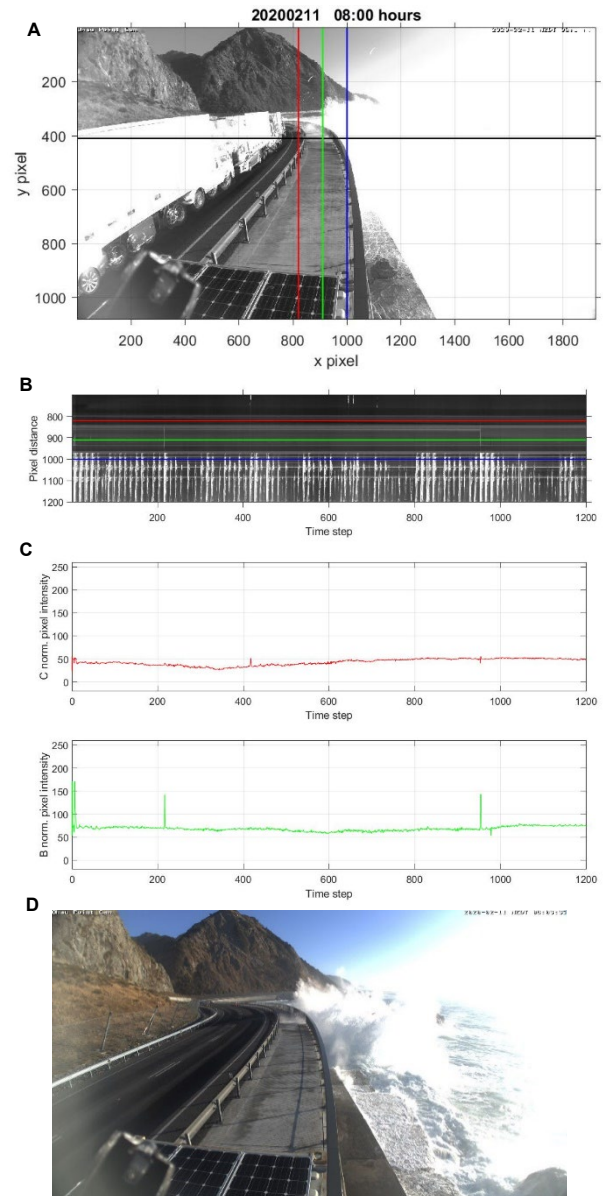 20200211 08:00 hours
A
y pixel
200
400
600
800
1000
200 400 600 800 1000 1200 1400 1600 1800
x pixel
B
Pixel distance
800
900
1000
1100
1200
200 400 600 800 1000 1200
Time step
C
C norm. pixel intensity
250
200
150
100
50
0
0 200 400 600 800 1000 1200
Time step
B norm. pixel intensity
250
200
150
100
50
0
0 200 400 600 800 1000 1200
Time step
D